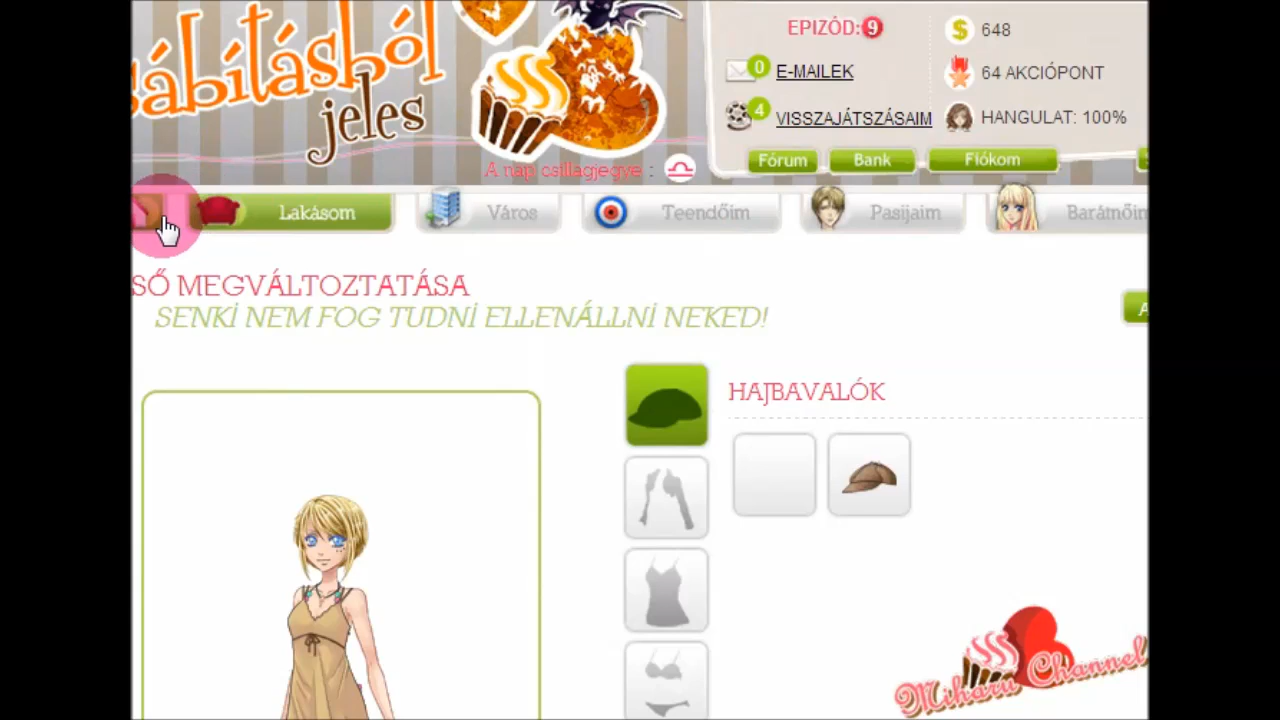 sábításból
jeles
A nap csillagjegye :
EPIZÓD: 9
0 E-MAILEK
4 VISSZAJÁTSZÁSAIM
$ 648
64 AKCIÓPONT
HANGULAT: 100%
Fórum Bank Fiókom
Lakásom Város Teendőim Pasijaim Barátnőim
SŐ MEGVÁLTOZTATÁSA
SENKI NEM FOG TUDNI ELLENÁLLNI NEKED!
A
HAJBAVALÓK
Miharu Channel